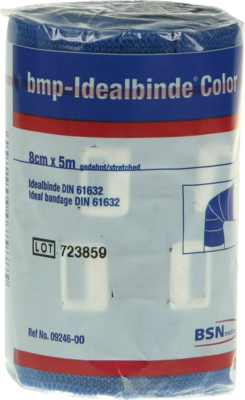 bmp-Idealbinde® Color
8cm x 5m gedehnt/stretched
Idealbinde DIN 61632
Ideal bandage DIN 61632
LOT 723859
Ref No. 09246-00
BSN medical